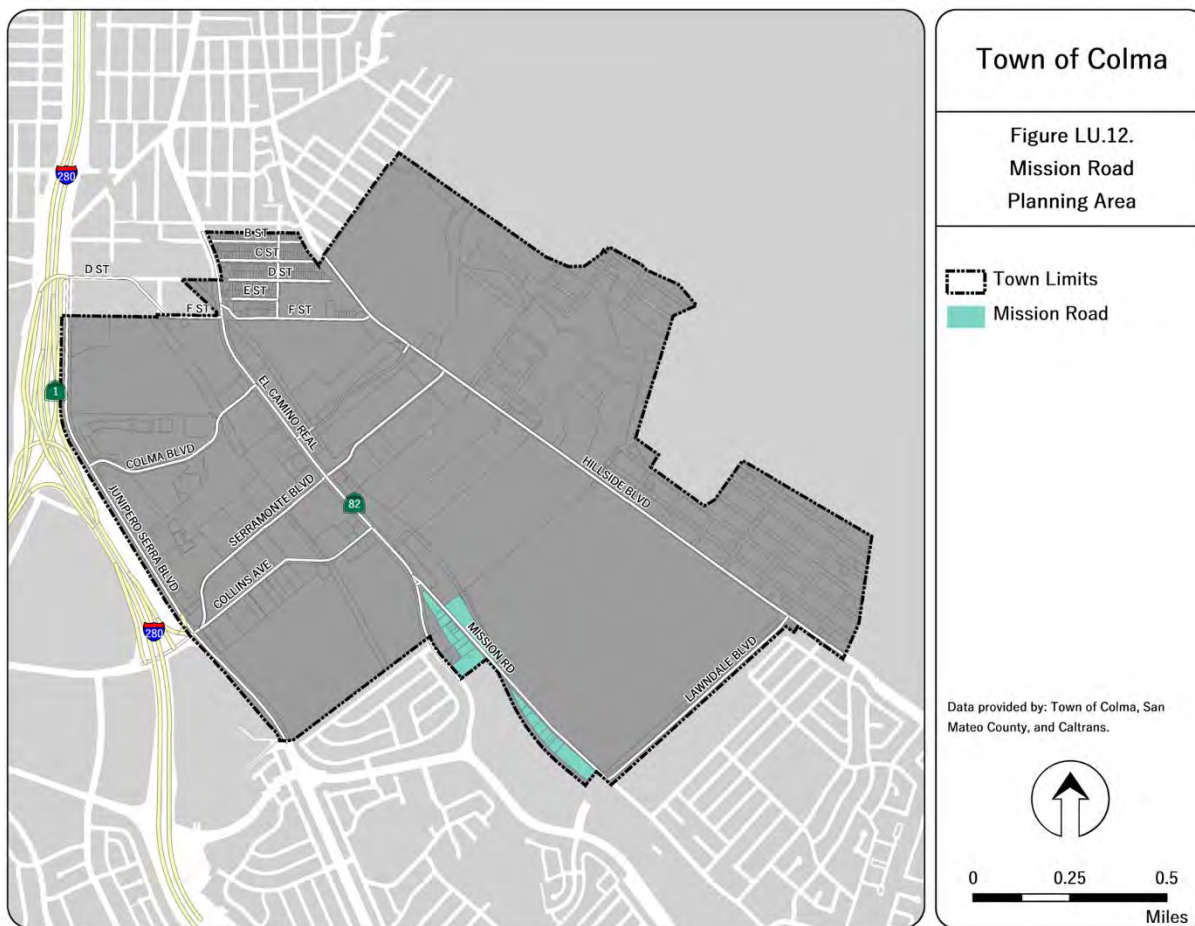 Town of Colma
Figure LU.12.
Mission Road
Planning Area
Town Limits
Mission Road
Data provided by: Town of Colma, San
Mateo County, and Caltrans.
0 0.25 0.5
Miles
280
B ST
C ST
D ST
D ST
E ST
F ST
F ST
1
EL CAMINO REAL
COLMA BLVD
HILLSIDE BLVD
JUNIPERO SERRA BLVD
SERRAMONTE BLVD
82
COLLINS AVE
280
MISSION RD
LAWNDALE BLVD